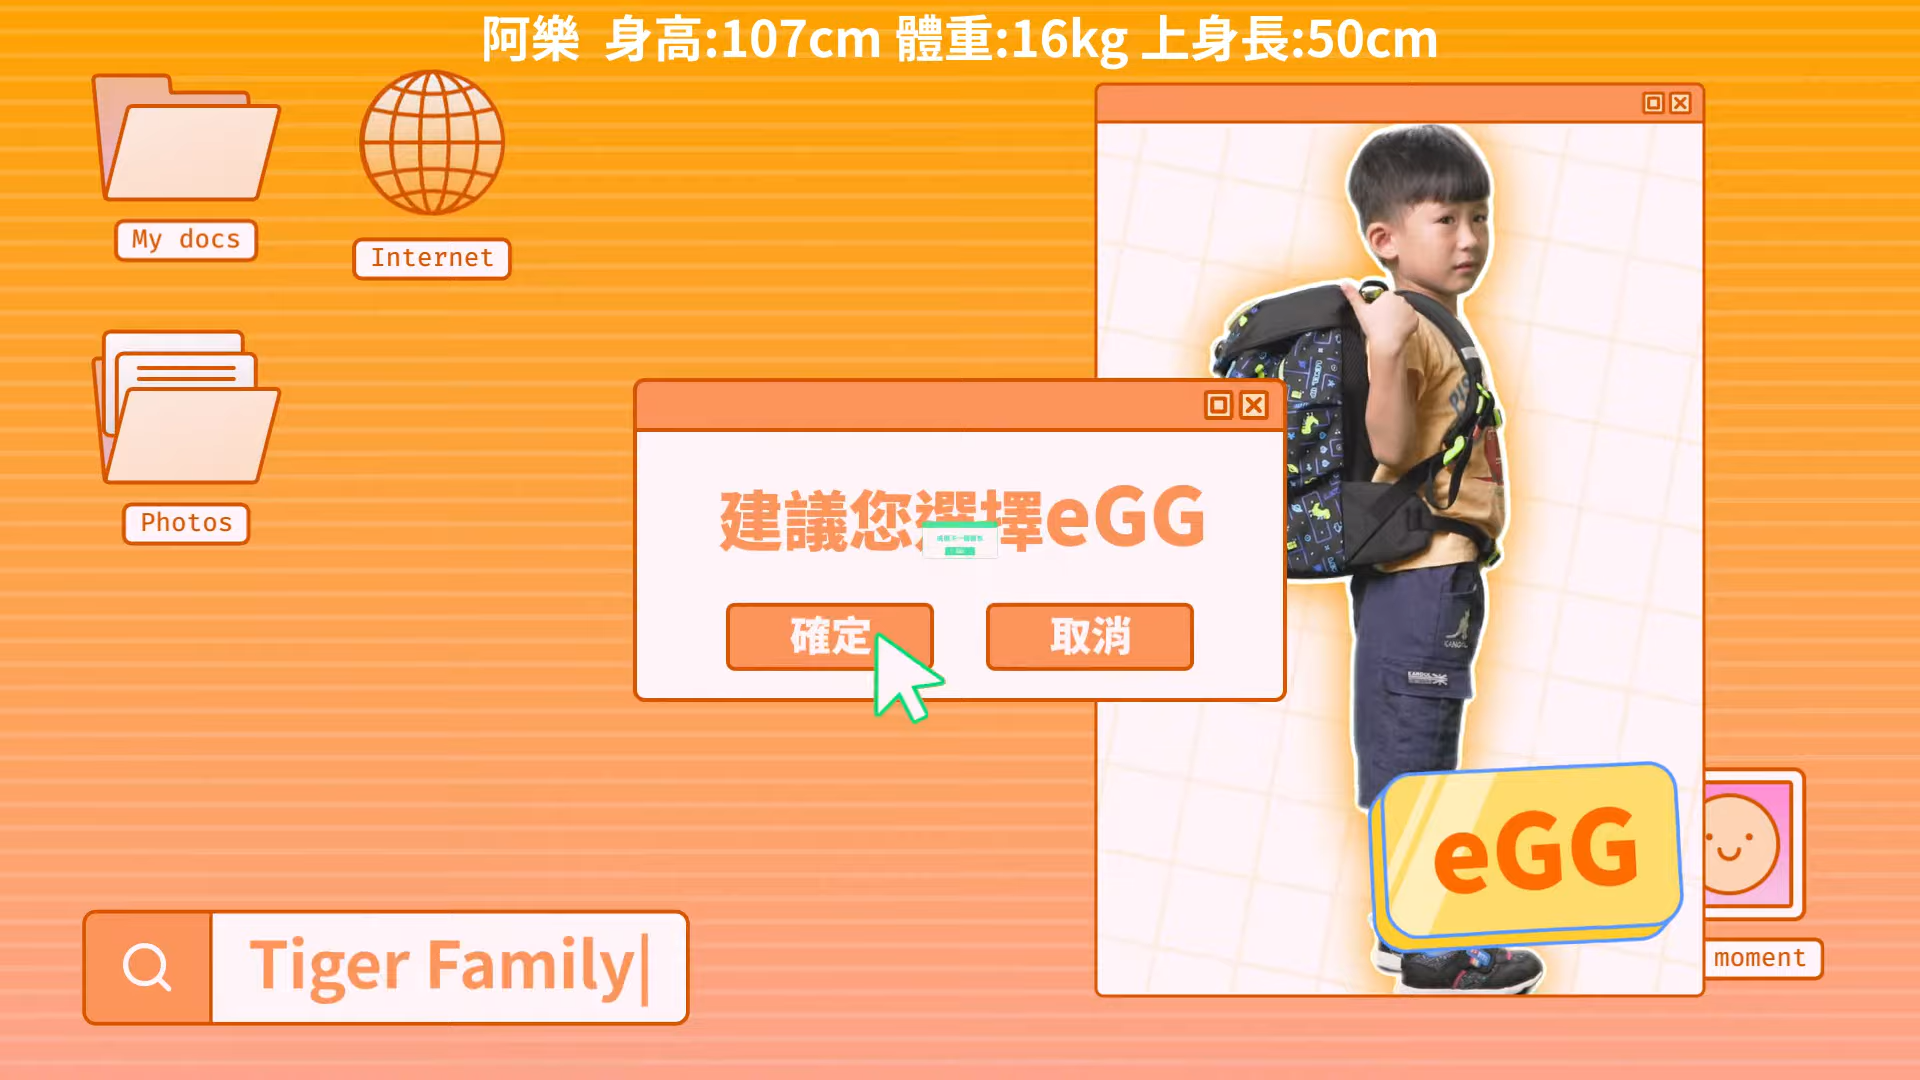 阿樂 身高:107cm 體重:16kg 上身長:50cm
My docs
Internet
Photos
建議您選擇eGG
確定
取消
eGG
moment
Tiger Family